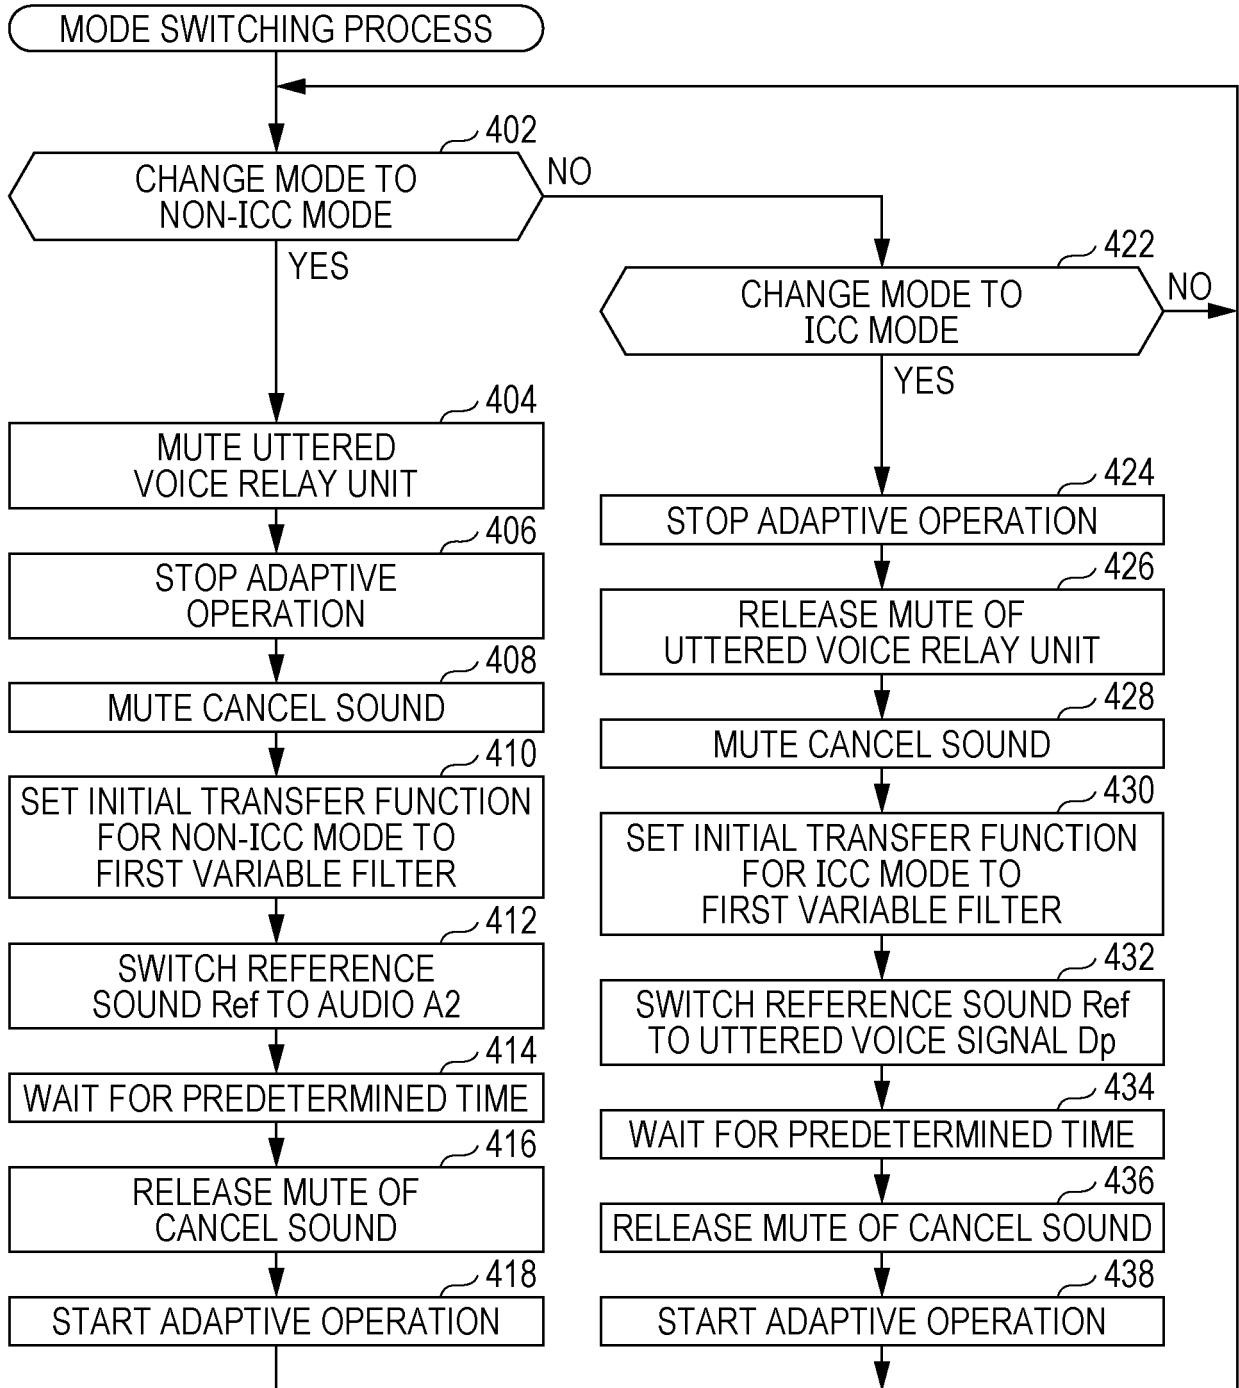 MODE SWITCHING PROCESS
402
CHANGE MODE TO
NON-ICC MODE
NO
YES
422
CHANGE MODE TO
ICC MODE
NO
YES
404
MUTE UTTERED
VOICE RELAY UNIT
406
STOP ADAPTIVE
OPERATION
408
MUTE CANCEL SOUND
410
SET INITIAL TRANSFER FUNCTION
FOR NON-ICC MODE TO
FIRST VARIABLE FILTER
412
SWITCH REFERENCE
SOUND Ref TO AUDIO A2
414
WAIT FOR PREDETERMINED TIME
416
RELEASE MUTE OF
CANCEL SOUND
418
START ADAPTIVE OPERATION
424
STOP ADAPTIVE OPERATION
426
RELEASE MUTE OF
UTTERED VOICE RELAY UNIT
428
MUTE CANCEL SOUND
430
SET INITIAL TRANSFER FUNCTION
FOR ICC MODE TO
FIRST VARIABLE FILTER
432
SWITCH REFERENCE SOUND Ref
TO UTTERED VOICE SIGNAL Dp
434
WAIT FOR PREDETERMINED TIME
436
RELEASE MUTE OF CANCEL SOUND
438
START ADAPTIVE OPERATION